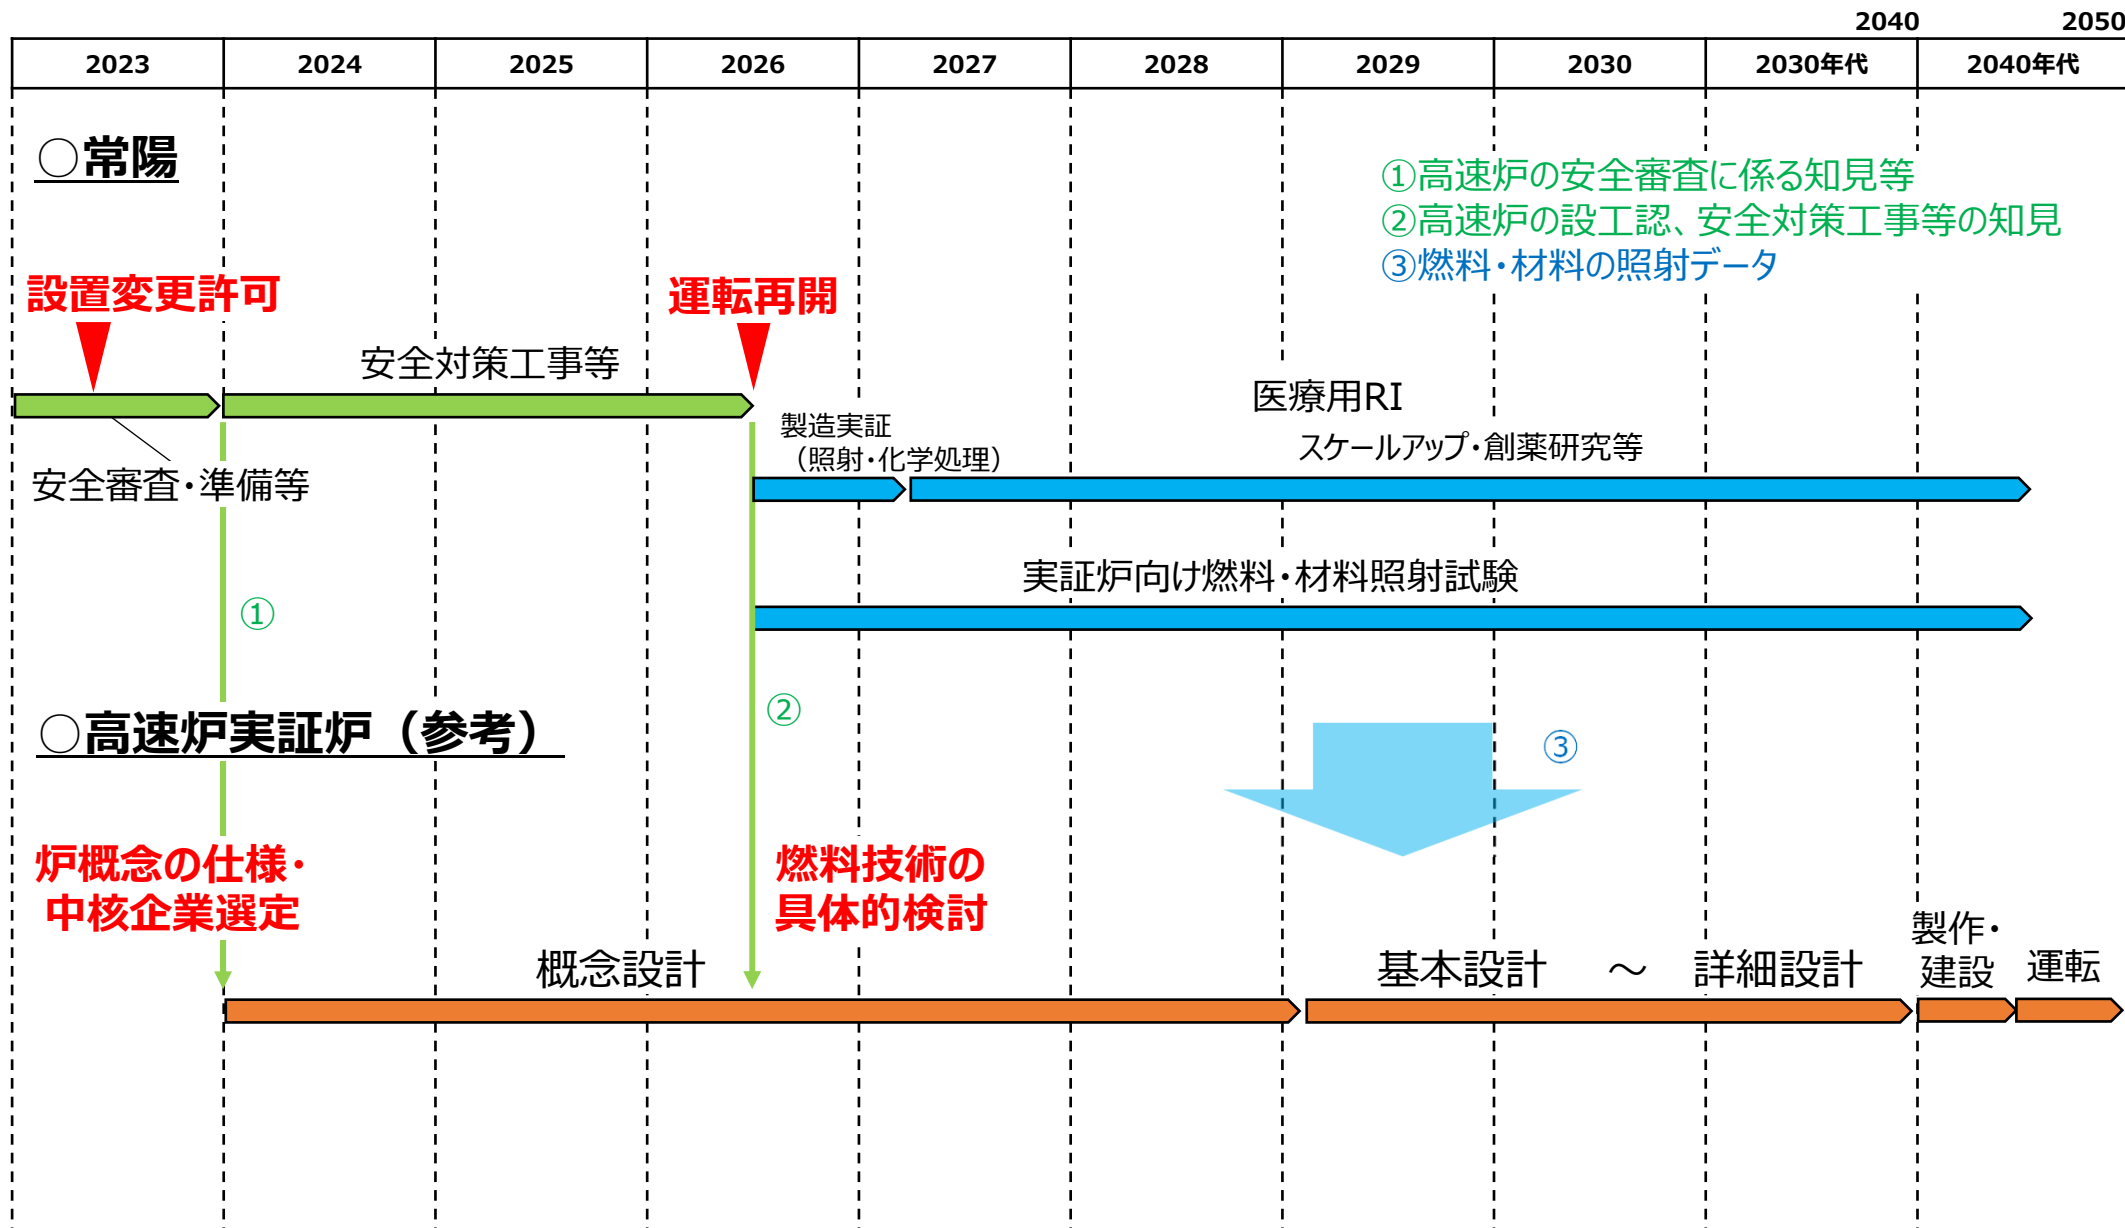 2040 2050
2023 2024 2025 2026 2027 2028 2029 2030 2030年代 2040年代
○常陽
①高速炉の安全審査に係る知見等
②高速炉の設工認、安全対策工事等の知見
③燃料・材料の照射データ
設置変更許可
運転再開
安全対策工事等
安全審査・準備等
製造実証
（照射・化学処理）
医療用RI
スケールアップ・創薬研究等
実証炉向け燃料・材料照射試験
①
②
③
○高速炉実証炉（参考）
炉概念の仕様・
中核企業選定
燃料技術の
具体的検討
概念設計
基本設計 ～ 詳細設計
製作・
建設
運転